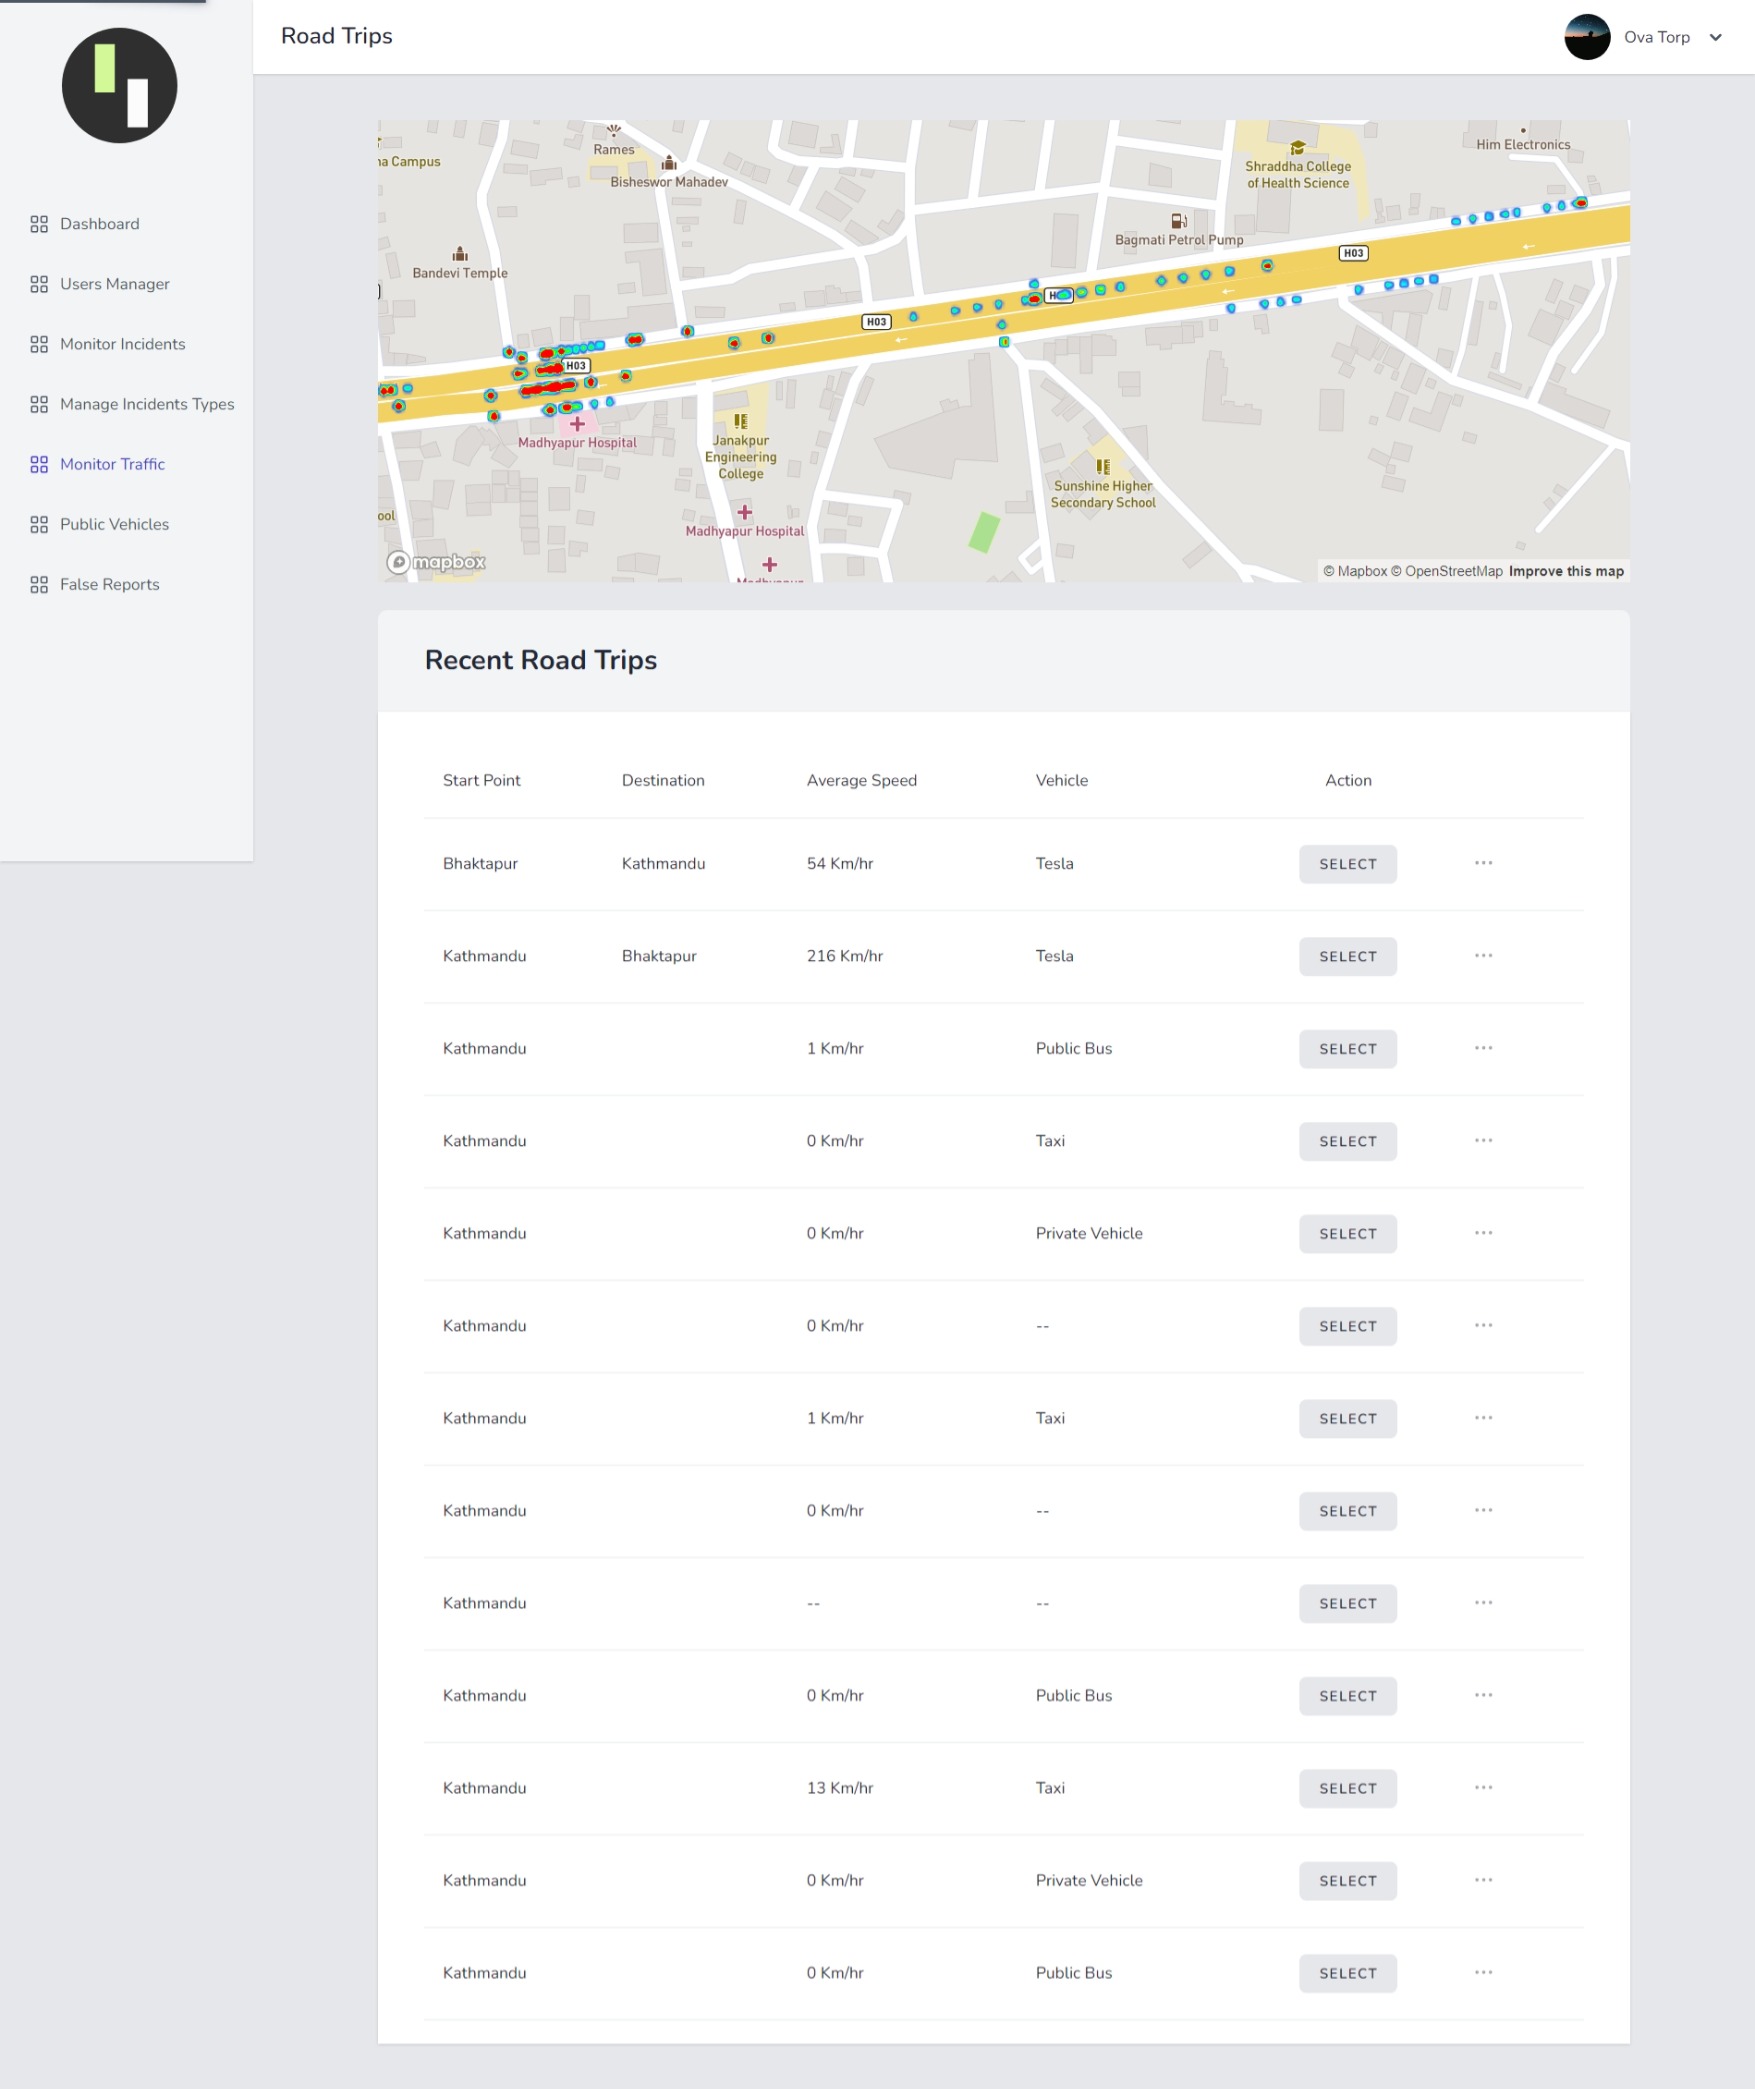 Road Trips
Ova Torp
Dashboard
Users Manager
Monitor Incidents
Manage Incidents Types
Monitor Traffic
Public Vehicles
False Reports
na Campus
Rames
Bisheswor Mahadev
Shraddha College
of Health Science
Him Electronics
Bagmati Petrol Pump
Bandevi Temple
H03
H03
H03
Madhyapur Hospital
Janakpur
Engineering
College
Sunshine Higher
Secondary School
ool
Madhyapur Hospital
mapbox
© Mapbox © OpenStreetMap Improve this map
Recent Road Trips
Start Point Destination Average Speed Vehicle Action
Bhaktapur Kathmandu 54 Km/hr Tesla SELECT ...
Kathmandu Bhaktapur 216 Km/hr Tesla SELECT ...
Kathmandu 1 Km/hr Public Bus SELECT ...
Kathmandu 0 Km/hr Taxi SELECT ...
Kathmandu 0 Km/hr Private Vehicle SELECT ...
Kathmandu 0 Km/hr -- SELECT ...
Kathmandu 1 Km/hr Taxi SELECT ...
Kathmandu 0 Km/hr -- SELECT ...
Kathmandu -- -- SELECT ...
Kathmandu 0 Km/hr Public Bus SELECT ...
Kathmandu 13 Km/hr Taxi SELECT ...
Kathmandu 0 Km/hr Private Vehicle SELECT ...
Kathmandu 0 Km/hr Public Bus SELECT ...